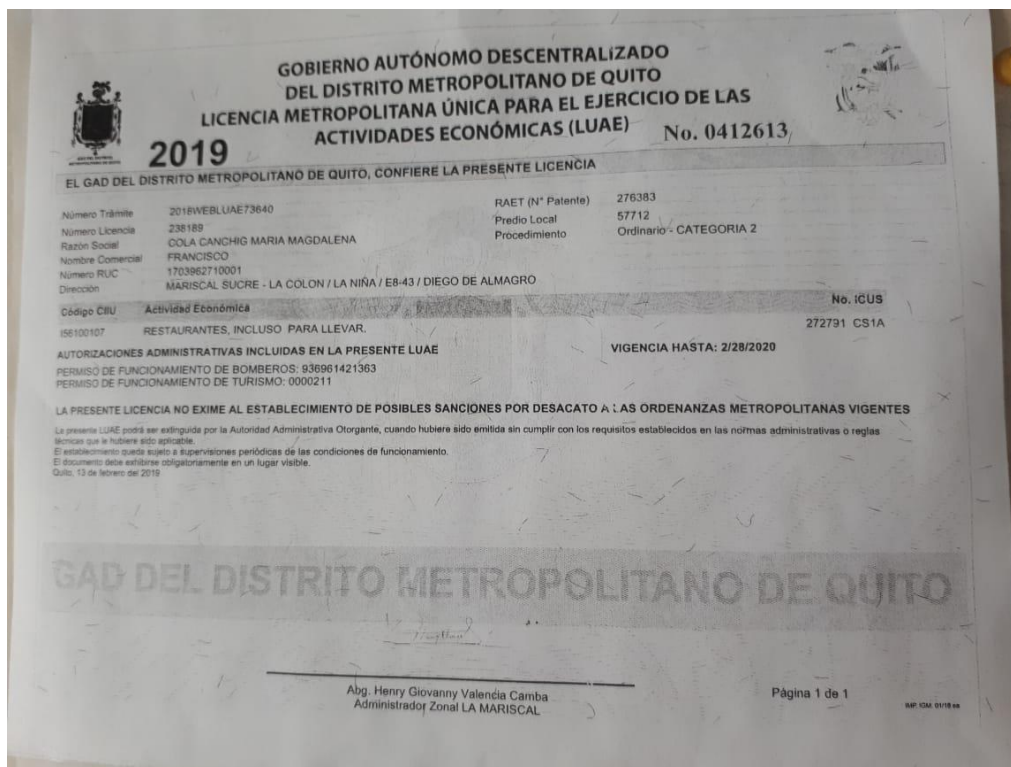 GOBIERNO AUTÓNOMO DESCENTRALIZADO
DEL DISTRITO METROPOLITANO DE QUITO
LICENCIA METROPOLITANA ÚNICA PARA EL EJERCICIO DE LAS
ACTIVIDADES ECONÓMICAS (LUAE)
No. 0412613
2019
EL GAD DEL DISTRITO METROPOLITANO DE QUITO, CONFIERE LA PRESENTE LICENCIA
Número Trámite 2018WEBLUAE73640 RAET (N° Patente) 276383
Número Licencia 238189 Predio Local 57712
Razón Social COLA CANCHIG MARIA MAGDALENA Procedimiento Ordinario - CATEGORIA 2
Nombre Comercial FRANCISCO
Número RUC 1703962710001
Dirección MARISCAL SUCRE - LA COLON / LA NIÑA / E8-43 / DIEGO DE ALMAGRO
Código CIIU Actividad Económica No. ICUS
I56100107 RESTAURANTES, INCLUSO PARA LLEVAR. 272791 CS1A
AUTORIZACIONES ADMINISTRATIVAS INCLUIDAS EN LA PRESENTE LUAE VIGENCIA HASTA: 2/28/2020
PERMISO DE FUNCIONAMIENTO DE BOMBEROS: 936961421363
PERMISO DE FUNCIONAMIENTO DE TURISMO: 0000211
LA PRESENTE LICENCIA NO EXIME AL ESTABLECIMIENTO DE POSIBLES SANCIONES POR DESACATO A LAS ORDENANZAS METROPOLITANAS VIGENTES
La presente LUAE podrá ser extinguida por la Autoridad Administrativa Otorgante, cuando hubiere sido emitida sin cumplir con los requisitos establecidos en las normas administrativas o reglas
técnicas que le hubiere sido aplicable.
El establecimiento queda sujeto a supervisiones periódicas de las condiciones de funcionamiento.
El documento debe exhibirse obligatoriamente en un lugar visible.
Quito, 13 de febrero del 2019
GAD DEL DISTRITO METROPOLITANO DE QUITO
Abg. Henry Giovanny Valencia Camba
Administrador Zonal LA MARISCAL
Página 1 de 1